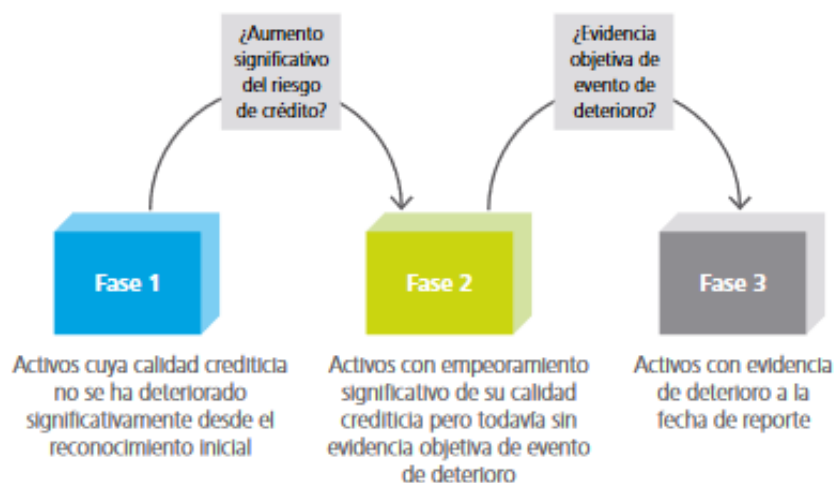 ¿Aumento
significativo
del riesgo
de crédito?
¿Evidencia
objetiva de
evento de
deterioro?
Fase 1
Fase 2
Fase 3
Activos cuya calidad crediticia
no se ha deteriorado
significativamente desde el
reconocimiento inicial
Activos con empeoramiento
significativo de su calidad
crediticia pero todavía sin
evidencia objetiva de evento
de deterioro
Activos con evidencia
de deterioro a la
fecha de reporte